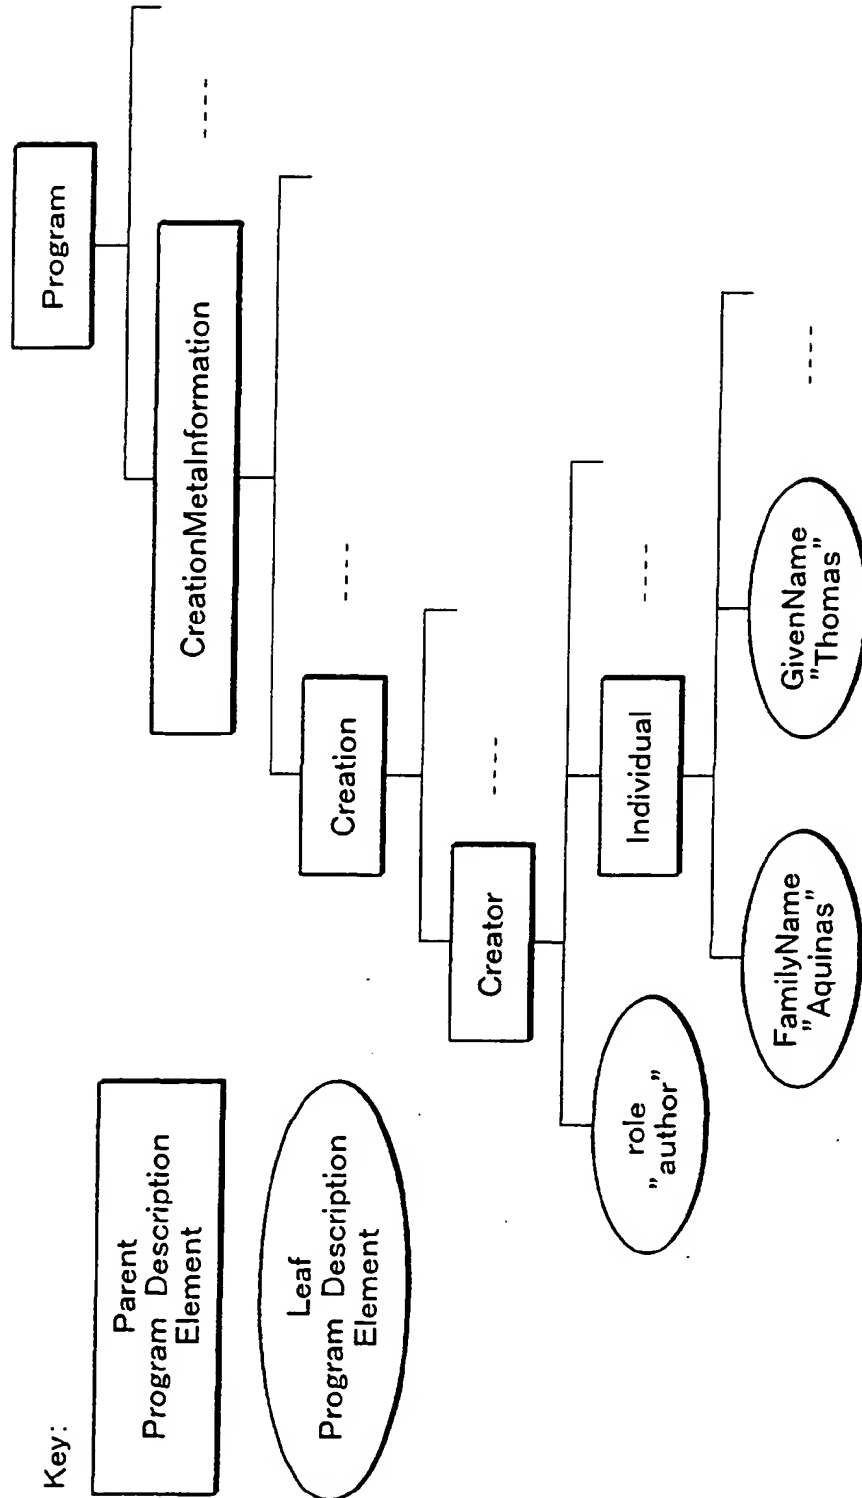 Key:
Parent
Program Description
Element
Leaf
Program Description
Element
Program
CreationMetaInformation
- - - -
Creation
- - - -
Creator
- - - -
role
"author"
Individual
- - - -
FamilyName
"Aquinas"
GivenName
"Thomas"
- - - -